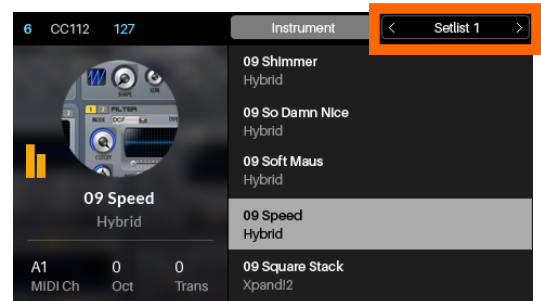 6 CC112 127
Instrument
< Setlist 1 >
FILTER
MODE DCF
CUTOFF
09 Speed
Hybrid
A1 0 0
MIDI Ch Oct Trans
09 Shimmer
Hybrid
09 So Damn Nice
Hybrid
09 Soft Maus
Hybrid
09 Speed
Hybrid
09 Square Stack
Xpand!2